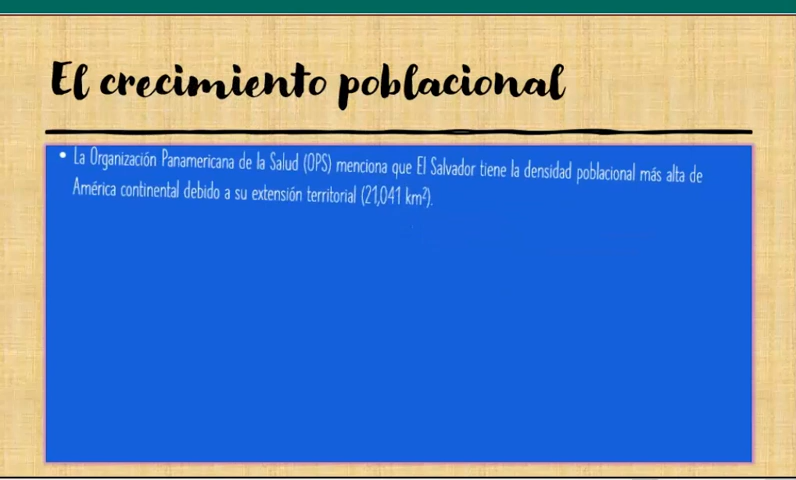 El crecimiento poblacional
• La Organización Panamericana de la Salud (OPS) menciona que El Salvador tiene la densidad poblacional más alta de
América continental debido a su extensión territorial (21,041 km²).